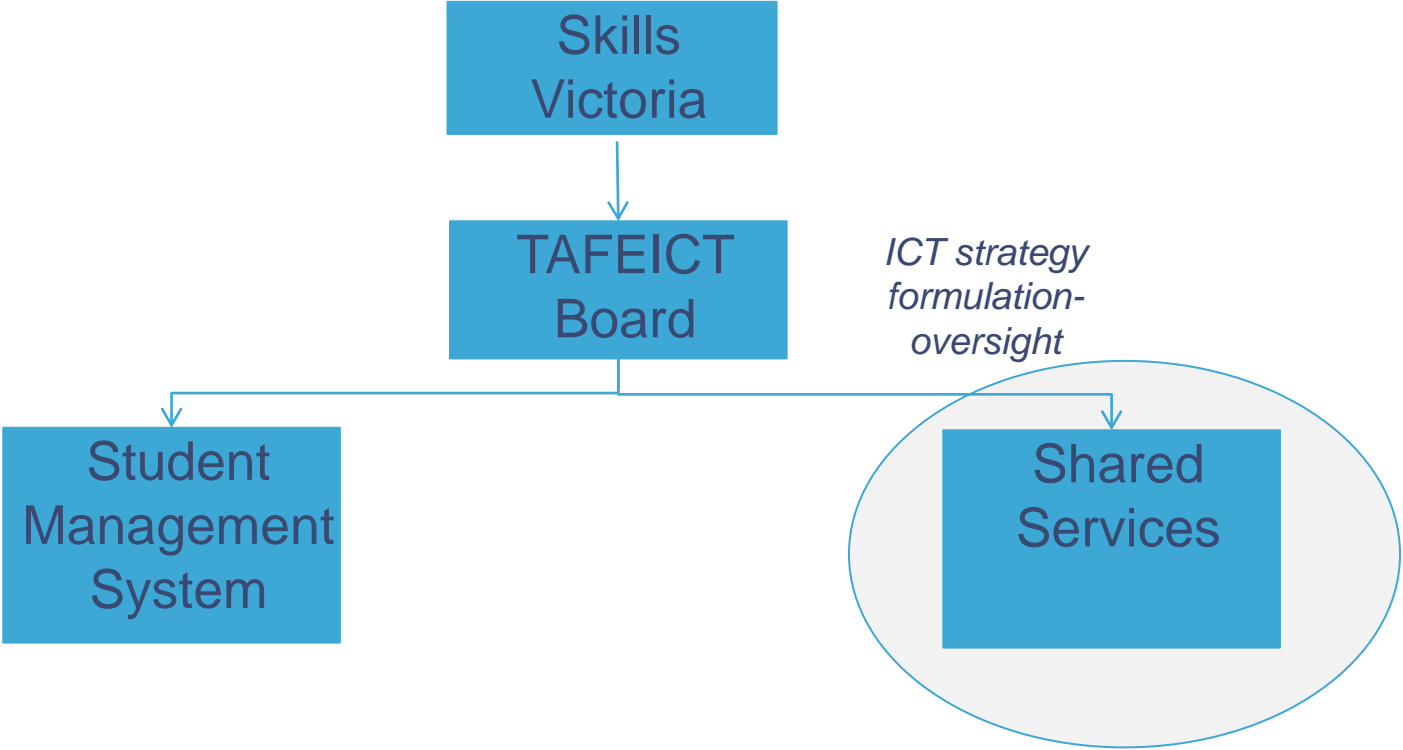 Skills
Victoria
TAFEICT
Board
ICT strategy
formulation-
oversight
Student
Management
System
Shared
Services